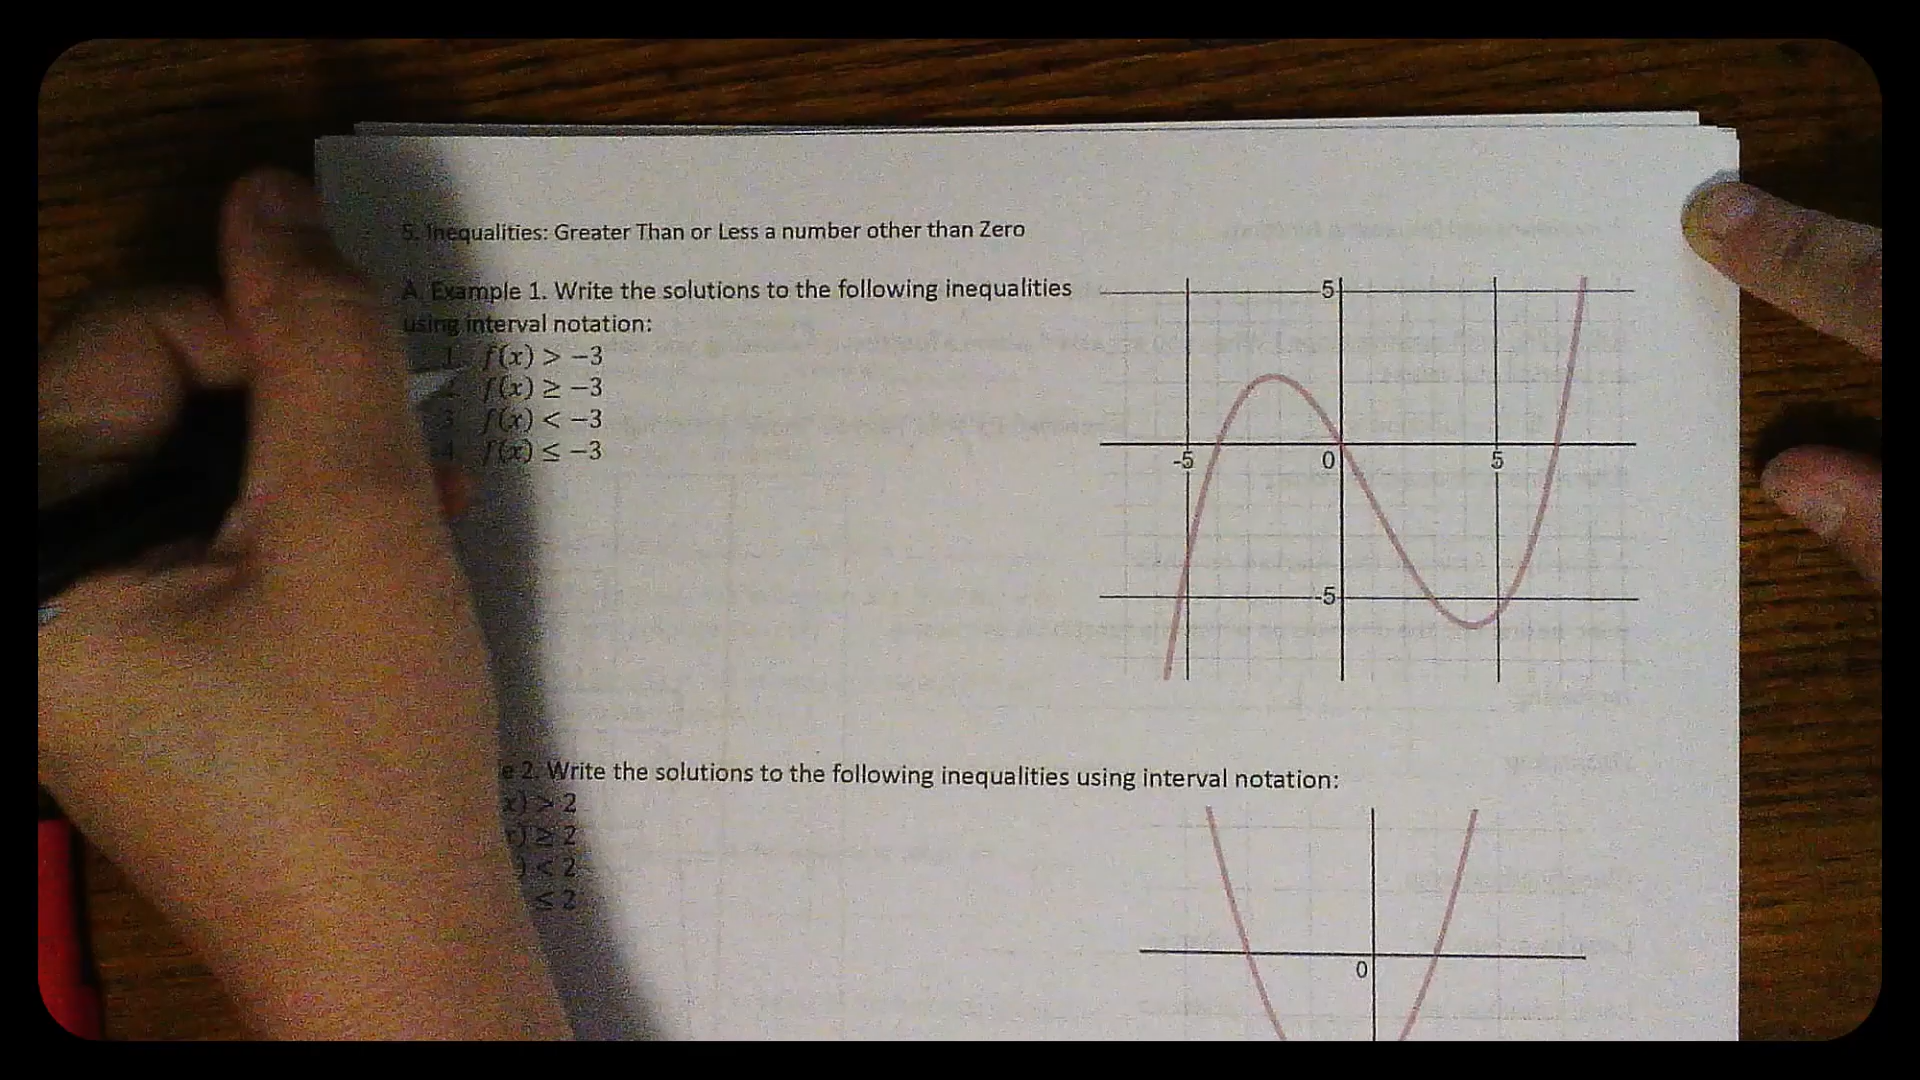 5. Inequalities: Greater Than or Less a number other than Zero
A. Example 1. Write the solutions to the following inequalities
using interval notation:
1. f(x) > −3
2. f(x) ≥ −3
3. f(x) < −3
4. f(x) ≤ −3
5
-5 0 5
-5
e 2. Write the solutions to the following inequalities using interval notation:
x) > 2
x) ≥ 2
) < 2
≤ 2
0